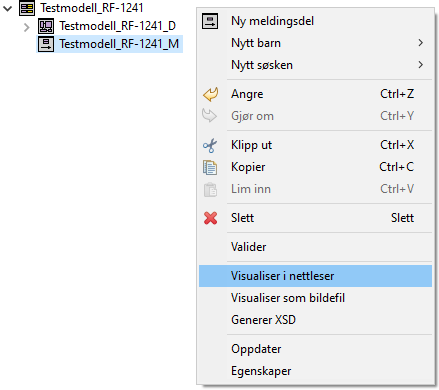 Testmodell_RF-1241
Testmodell_RF-1241_D
Testmodell_RF-1241_M
Ny meldingsdel
Nytt barn
Nytt søsken
Angre Ctrl+Z
Gjør om Ctrl+Y
Klipp ut Ctrl+X
Kopier Ctrl+C
Lim inn Ctrl+V
Slett Slett
Valider
Visualiser i nettleser
Visualiser som bildefil
Generer XSD
Oppdater
Egenskaper